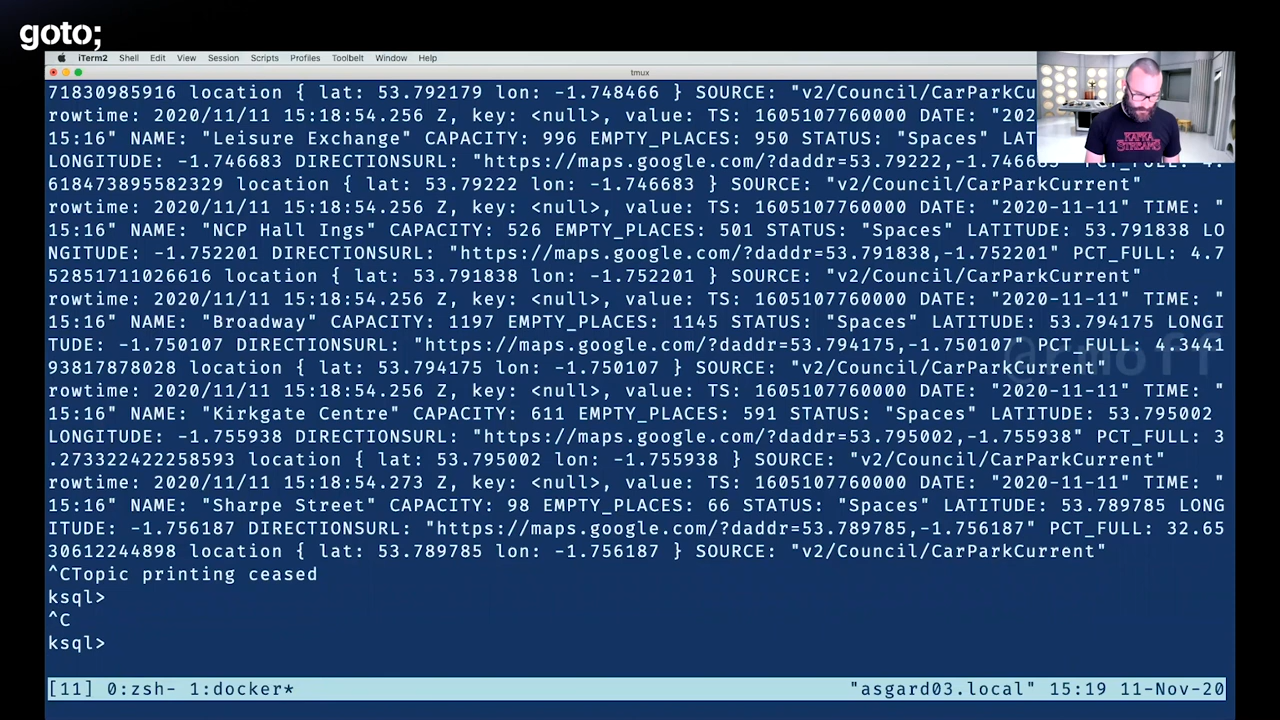 goto;
iTerm2 Shell Edit View Session Scripts Profiles Toolbelt Window Help
tmux
71830985916 location { lat: 53.792179 lon: -1.748466 } SOURCE: "v2/Council/CarParkCu
rowtime: 2020/11/11 15:18:54.256 Z, key: <null>, value: TS: 1605107760000 DATE: "202
15:16" NAME: "Leisure Exchange" CAPACITY: 996 EMPTY_PLACES: 950 STATUS: "Spaces" LAT
LONGITUDE: -1.746683 DIRECTIONSURL: "https://maps.google.com/?daddr=53.79222,-1.746683" PCT_FULL: 4.
618473895582329 location { lat: 53.79222 lon: -1.746683 } SOURCE: "v2/Council/CarParkCurrent"
rowtime: 2020/11/11 15:18:54.256 Z, key: <null>, value: TS: 1605107760000 DATE: "2020-11-11" TIME: "
15:16" NAME: "NCP Hall Ings" CAPACITY: 526 EMPTY_PLACES: 501 STATUS: "Spaces" LATITUDE: 53.791838 LO
NGITUDE: -1.752201 DIRECTIONSURL: "https://maps.google.com/?daddr=53.791838,-1.752201" PCT_FULL: 4.7
52851711026616 location { lat: 53.791838 lon: -1.752201 } SOURCE: "v2/Council/CarParkCurrent"
rowtime: 2020/11/11 15:18:54.256 Z, key: <null>, value: TS: 1605107760000 DATE: "2020-11-11" TIME: "
15:16" NAME: "Broadway" CAPACITY: 1197 EMPTY_PLACES: 1145 STATUS: "Spaces" LATITUDE: 53.794175 LONGI
TUDE: -1.750107 DIRECTIONSURL: "https://maps.google.com/?daddr=53.794175,-1.750107" PCT_FULL: 4.3441
93817878028 location { lat: 53.794175 lon: -1.750107 } SOURCE: "v2/Council/CarParkCurrent"
rowtime: 2020/11/11 15:18:54.256 Z, key: <null>, value: TS: 1605107760000 DATE: "2020-11-11" TIME: "
15:16" NAME: "Kirkgate Centre" CAPACITY: 611 EMPTY_PLACES: 591 STATUS: "Spaces" LATITUDE: 53.795002
LONGITUDE: -1.755938 DIRECTIONSURL: "https://maps.google.com/?daddr=53.795002,-1.755938" PCT_FULL: 3
.273322422258593 location { lat: 53.795002 lon: -1.755938 } SOURCE: "v2/Council/CarParkCurrent"
rowtime: 2020/11/11 15:18:54.273 Z, key: <null>, value: TS: 1605107760000 DATE: "2020-11-11" TIME: "
15:16" NAME: "Sharpe Street" CAPACITY: 98 EMPTY_PLACES: 66 STATUS: "Spaces" LATITUDE: 53.789785 LONG
ITUDE: -1.756187 DIRECTIONSURL: "https://maps.google.com/?daddr=53.789785,-1.756187" PCT_FULL: 32.65
30612244898 location { lat: 53.789785 lon: -1.756187 } SOURCE: "v2/Council/CarParkCurrent"
^CTopic printing ceased
ksql>
^C
ksql>
[11] 0:zsh- 1:docker* "asgard03.local" 15:19 11-Nov-20
KAFKA
STREAMS
@rmoff